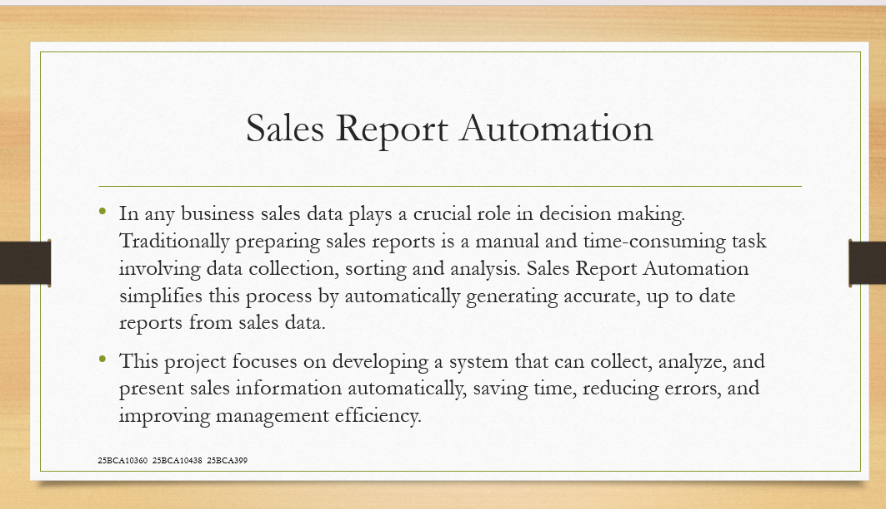 Sales Report Automation
In any business sales data plays a crucial role in decision making.
Traditionally preparing sales reports is a manual and time-consuming task
involving data collection, sorting and analysis. Sales Report Automation
simplifies this process by automatically generating accurate, up to date
reports from sales data.
This project focuses on developing a system that can collect, analyze, and
present sales information automatically, saving time, reducing errors, and
improving management efficiency.
25BCA10360 25BCA10438 25BCA399